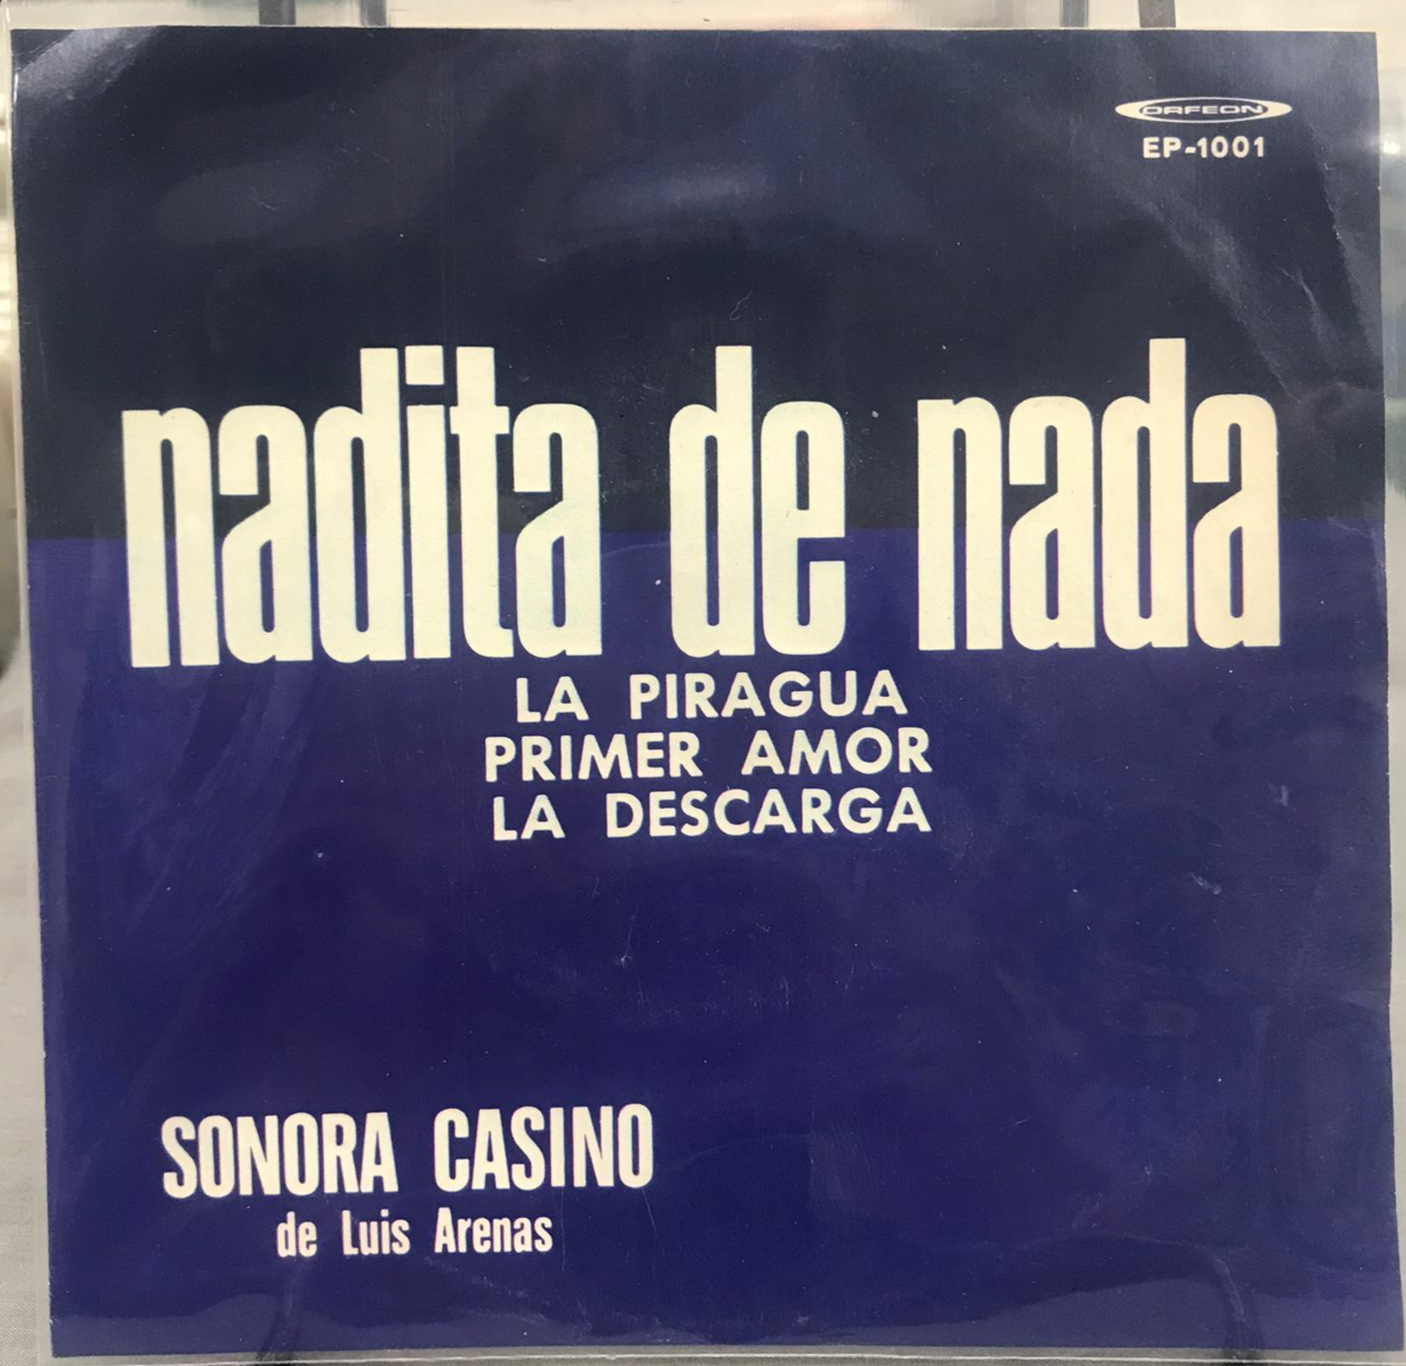 ORFEON
EP-1001
nadita de nada
LA PIRAGUA
PRIMER AMOR
LA DESCARGA
SONORA CASINO
de Luis Arenas